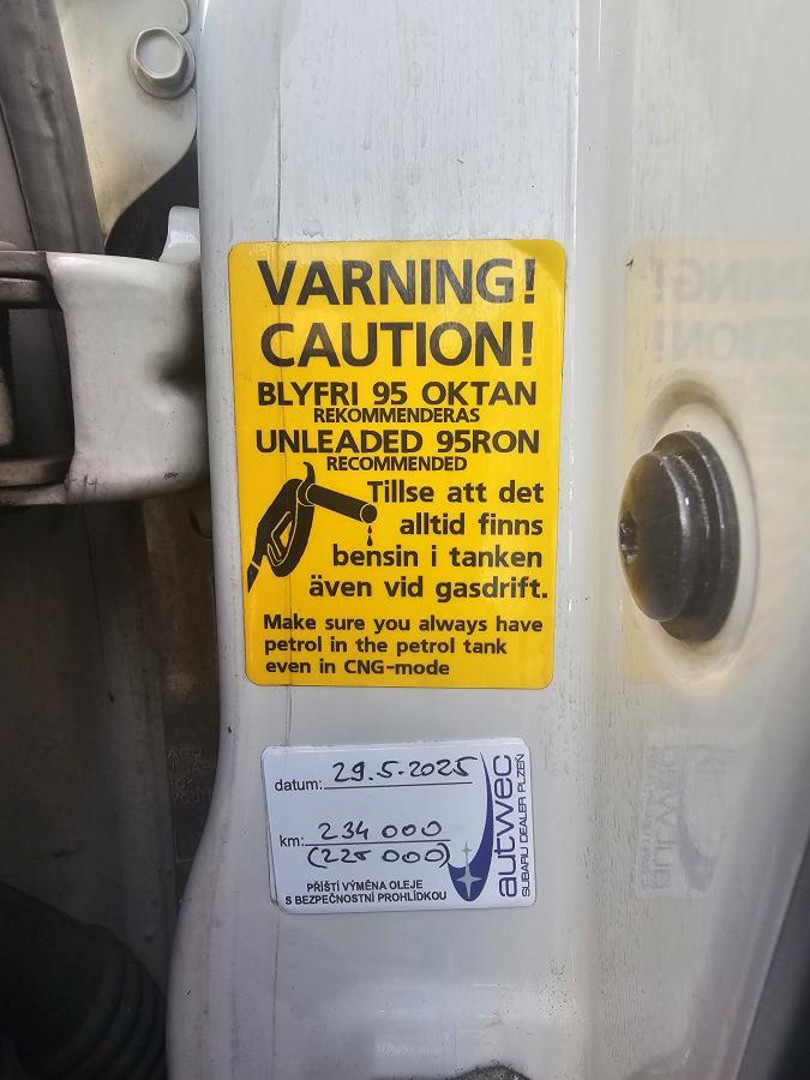 VARNING!
CAUTION!
BLYFRI 95 OKTAN
REKOMMENDERAS
UNLEADED 95RON
RECOMMENDED
Tillse att det
alltid finns
bensin i tanken
även vid gasdrift.
Make sure you always have
petrol in the petrol tank
even in CNG-mode
datum: 29.5.2025
km: 234 000
(225 000)
PŘÍŠTÍ VÝMĚNA OLEJE
S BEZPEČNOSTNÍ PROHLÍDKOU
autwec
SUBARU DEALER PLZEŇ